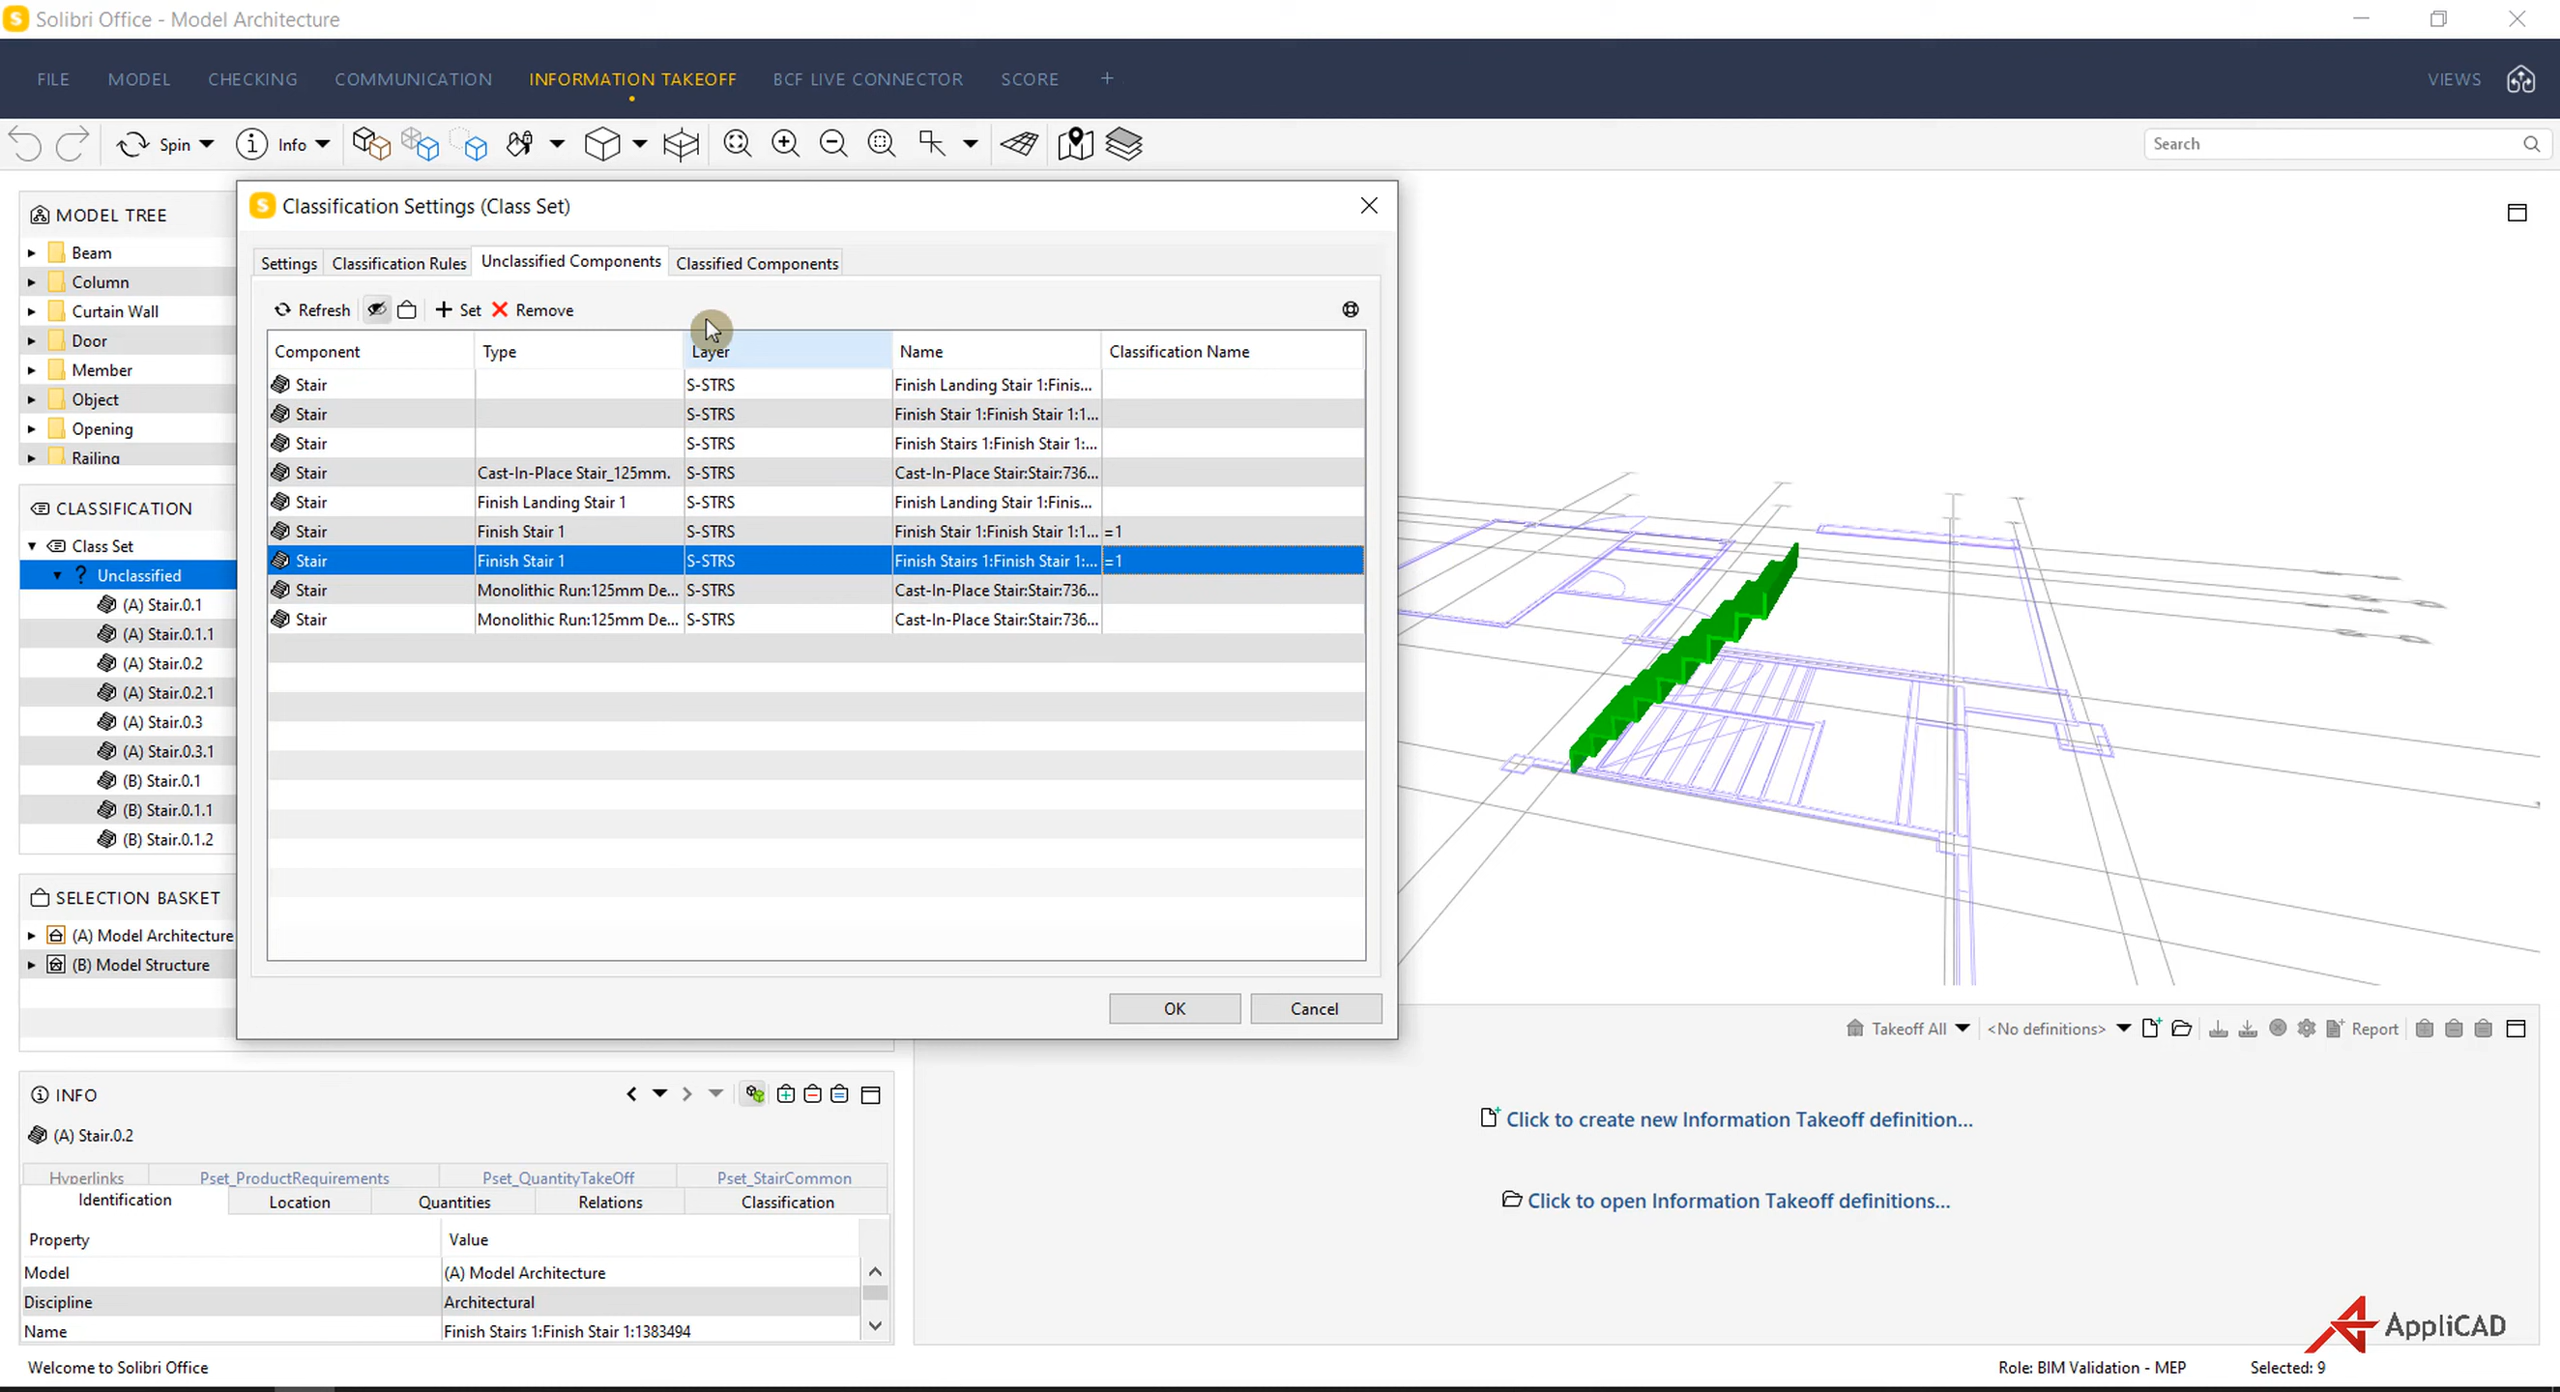 Solibri Office - Model Architecture
FILE MODEL CHECKING COMMUNICATION INFORMATION TAKEOFF BCF LIVE CONNECTOR SCORE + VIEWS
Spin Info Search
MODEL TREE
Beam
Column
Curtain Wall
Door
Member
Object
Opening
Railing
CLASSIFICATION
Class Set
? Unclassified
(A) Stair.0.1
(A) Stair.0.1.1
(A) Stair.0.2
(A) Stair.0.2.1
(A) Stair.0.3
(A) Stair.0.3.1
(B) Stair.0.1
(B) Stair.0.1.1
(B) Stair.0.1.2
SELECTION BASKET
(A) Model Architecture
(B) Model Structure
Classification Settings (Class Set)
Settings Classification Rules Unclassified Components Classified Components
Refresh Set Remove
Component Type Layer Name Classification Name
Stair S-STRS Finish Landing Stair 1:Finis...
Stair S-STRS Finish Stair 1:Finish Stair 1:1...
Stair S-STRS Finish Stairs 1:Finish Stair 1:...
Stair Cast-In-Place Stair_125mm. S-STRS Cast-In-Place Stair:Stair:736...
Stair Finish Landing Stair 1 S-STRS Finish Landing Stair 1:Finis...
Stair Finish Stair 1 S-STRS Finish Stair 1:Finish Stair 1:1... =1
Stair Finish Stair 1 S-STRS Finish Stairs 1:Finish Stair 1:... =1
Stair Monolithic Run:125mm De... S-STRS Cast-In-Place Stair:Stair:736...
Stair Monolithic Run:125mm De... S-STRS Cast-In-Place Stair:Stair:736...
OK Cancel
INFO
(A) Stair.0.2
Hyperlinks Pset_ProductRequirements Pset_QuantityTakeOff Pset_StairCommon
Identification Location Quantities Relations Classification
Property Value
Model (A) Model Architecture
Discipline Architectural
Name Finish Stairs 1:Finish Stair 1:1383494
Takeoff All <No definitions> Report
Click to create new Information Takeoff definition...
Click to open Information Takeoff definitions...
AppliCAD
Welcome to Solibri Office Role: BIM Validation - MEP Selected: 9